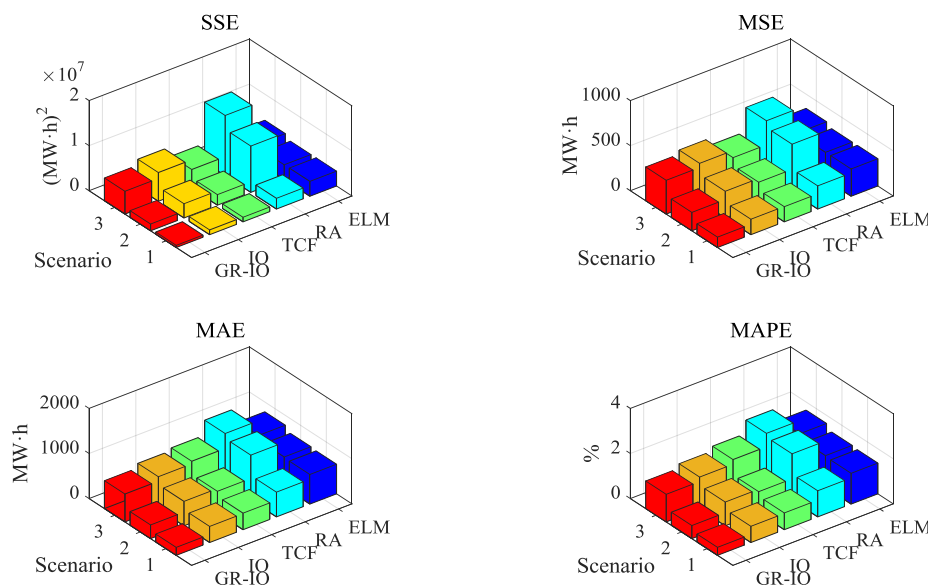 SSE
×10⁷
(MW·h)²
2
1
0
3
2
1
Scenario
GR-IO
IO
TCF
RA
ELM
MSE
MW·h
1000
500
0
3
2
1
Scenario
GR-IO
IO
TCF
RA
ELM
MAE
MW·h
2000
1000
0
3
2
1
Scenario
GR-IO
IO
TCF
RA
ELM
MAPE
%
4
2
0
3
2
1
Scenario
GR-IO
IO
TCF
RA
ELM